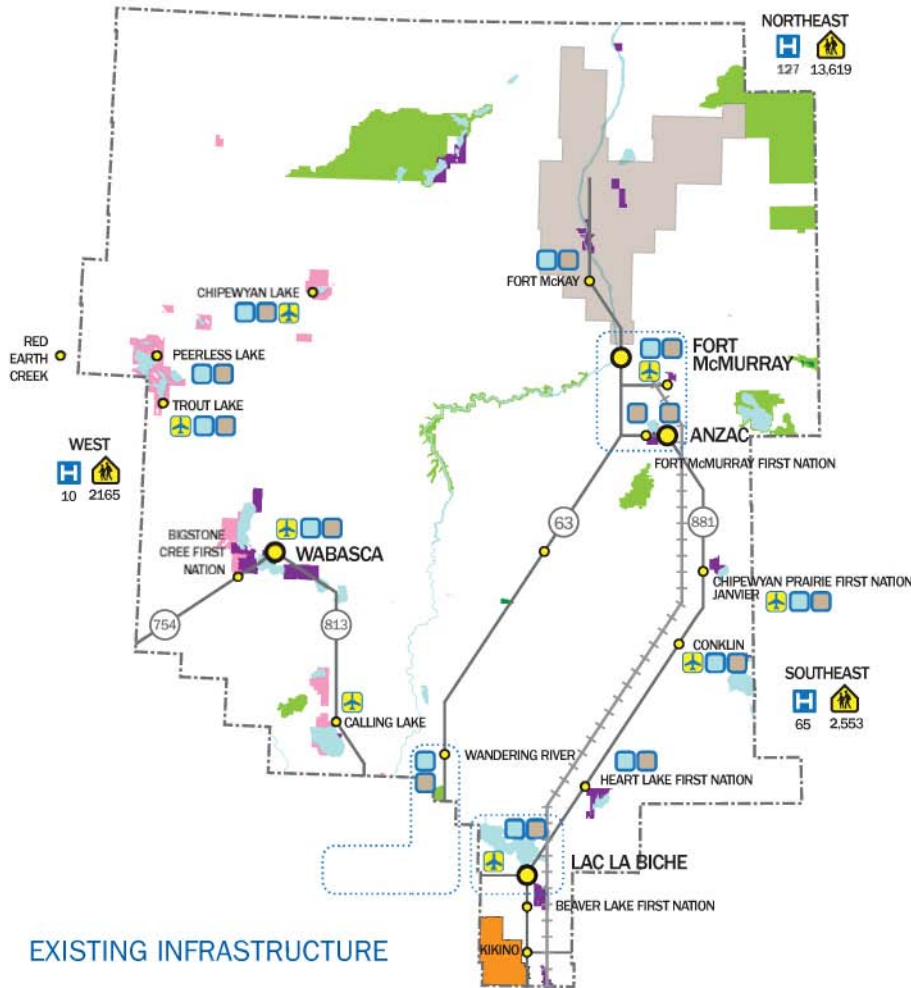 NORTHEAST
H
127 13,619
CHIPEWYAN LAKE
FORT McKAY
RED
EARTH
CREEK
PEERLESS LAKE
FORT
McMURRAY
TROUT LAKE
ANZAC
WEST
H
10 2165
FORT McMURRAY FIRST NATION
63
881
BIGSTONE
CREE FIRST
NATION
WABASCA
CHIPEWYAN PRAIRIE FIRST NATION
JANVIER
754
813
CONKLIN
SOUTHEAST
H
65 2,553
CALLING LAKE
WANDERING RIVER
HEART LAKE FIRST NATION
LAC LA BICHE
BEAVER LAKE FIRST NATION
KIKINO
EXISTING INFRASTRUCTURE